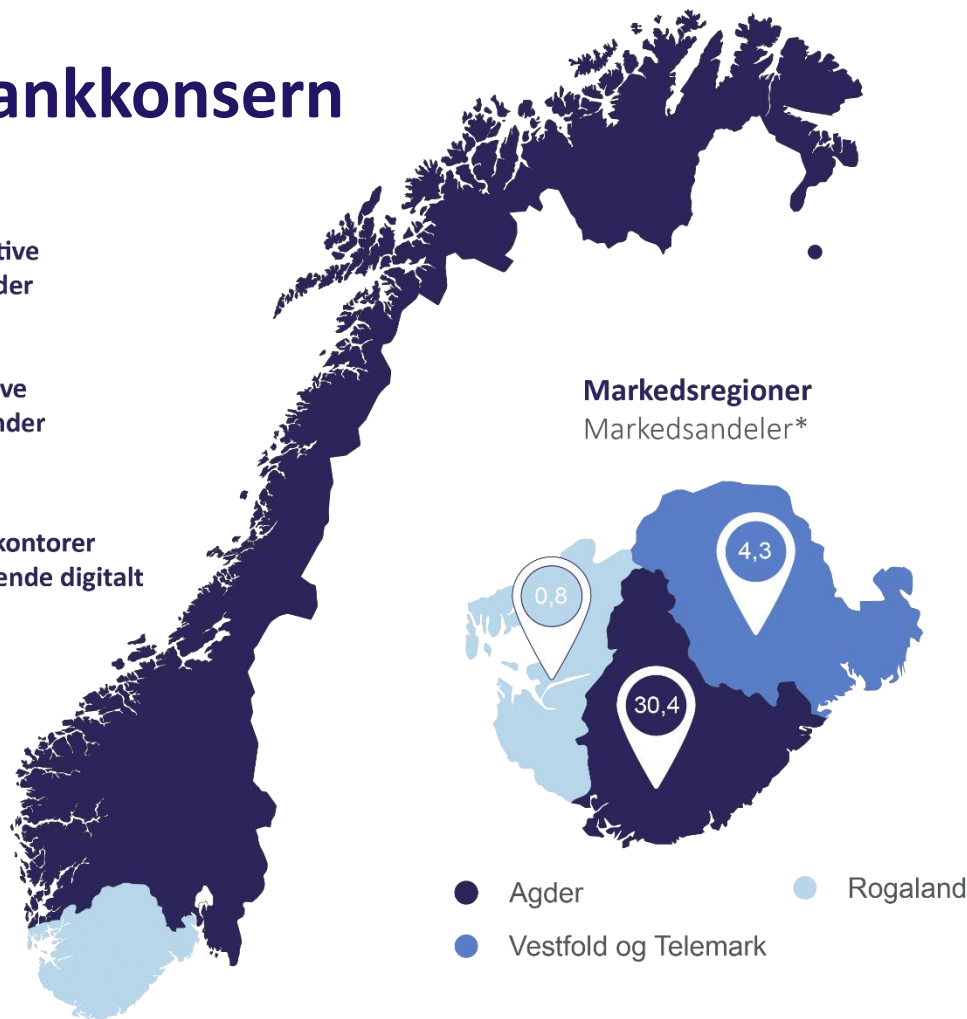 ankkonsern
tive
der
ve
nder
kontorer
ende digitalt
Markedsregioner
Markedsandeler*
4,3
0,8
30,4
Agder
Rogaland
Vestfold og Telemark